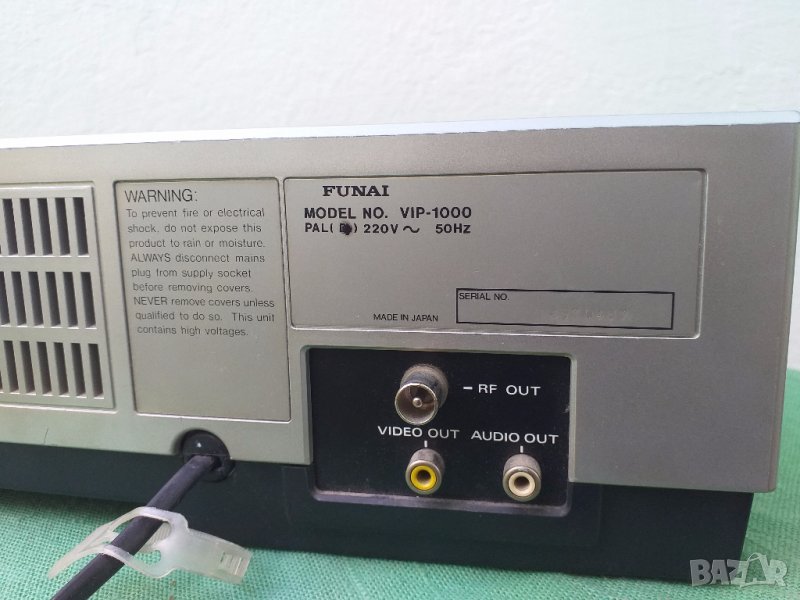 WARNING:
To prevent fire or electrical
shock, do not expose this
product to rain or moisture.
ALWAYS disconnect mains
plug from supply socket
before removing covers.
NEVER remove covers unless
qualified to do so. This unit
contains high voltages.
FUNAI
MODEL NO. VIP-1000
PAL( ) 220V ~ 50HZ
SERIAL NO.
MADE IN JAPAN
RF OUT
VIDEO OUT AUDIO OUT
BAZAR